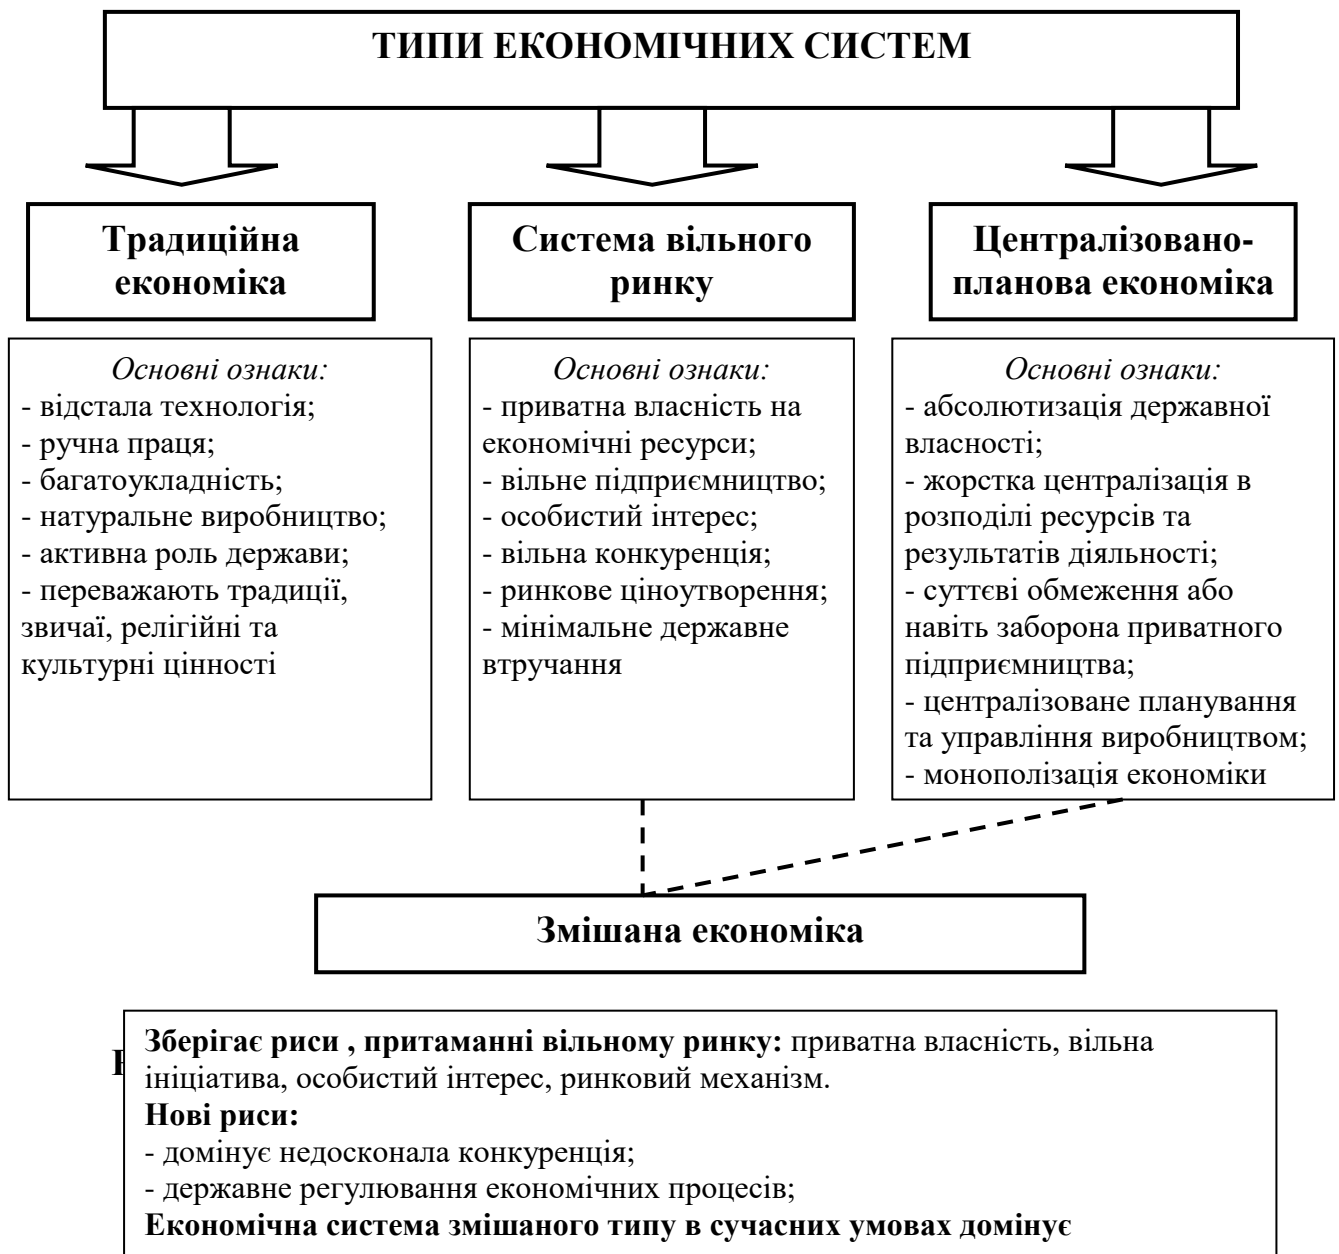 ТИПИ ЕКОНОМІЧНИХ СИСТЕМ
Традиційна
економіка
Основні ознаки:
- відстала технологія;
- ручна праця;
- багатоукладність;
- натуральне виробництво;
- активна роль держави;
- переважають традиції,
звичаї, релігійні та
культурні цінності
Система вільного
ринку
Основні ознаки:
- приватна власність на
економічні ресурси;
- вільне підприємництво;
- особистий інтерес;
- вільна конкуренція;
- ринкове ціноутворення;
- мінімальне державне
втручання
Централізовано-
планова економіка
Основні ознаки:
- абсолютизація державної
власності;
- жорстка централізація в
розподілі ресурсів та
результатів діяльності;
- суттєві обмеження або
навіть заборона приватного
підприємництва;
- централізоване планування
та управління виробництвом;
- монополізація економіки
Змішана економіка
Зберігає риси , притаманні вільному ринку: приватна власність, вільна
ініціатива, особистий інтерес, ринковий механізм.
Нові риси:
- домінує недосконала конкуренція;
- державне регулювання економічних процесів;
Економічна система змішаного типу в сучасних умовах домінує